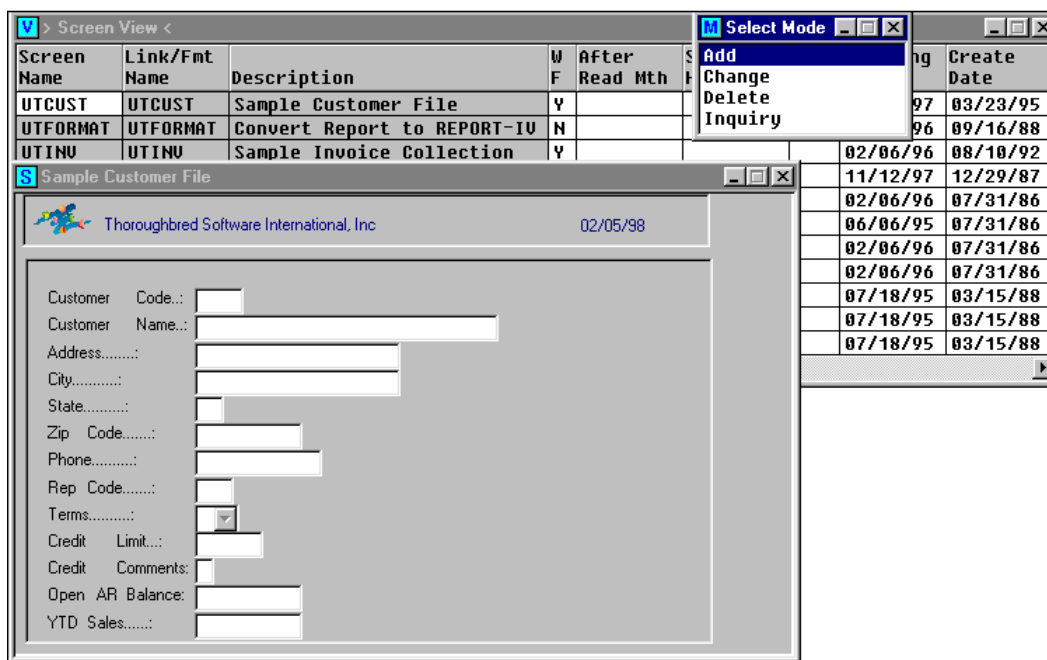 V > Screen View <
M Select Mode
Screen Link/Fmt W After Create
Name Name Description F Read Mth Date
Add
Change
Delete
Inquiry
UTCUST UTCUST Sample Customer File Y 03/23/95
UTFORMAT UTFORMAT Convert Report to REPORT-IV N 09/16/88
UTINV UTINV Sample Invoice Collection Y 02/06/96 08/10/92
11/12/97 12/29/87
02/06/96 07/31/86
06/06/95 07/31/86
02/06/96 07/31/86
02/06/96 07/31/86
07/18/95 03/15/88
07/18/95 03/15/88
07/18/95 03/15/88
S Sample Customer File
Thoroughbred Software International, Inc 02/05/98
Customer Code..:
Customer Name..:
Address........:
City...........:
State..........:
Zip Code......:
Phone..........:
Rep Code......:
Terms..........:
Credit Limit...:
Credit Comments:
Open AR Balance:
YTD Sales......: